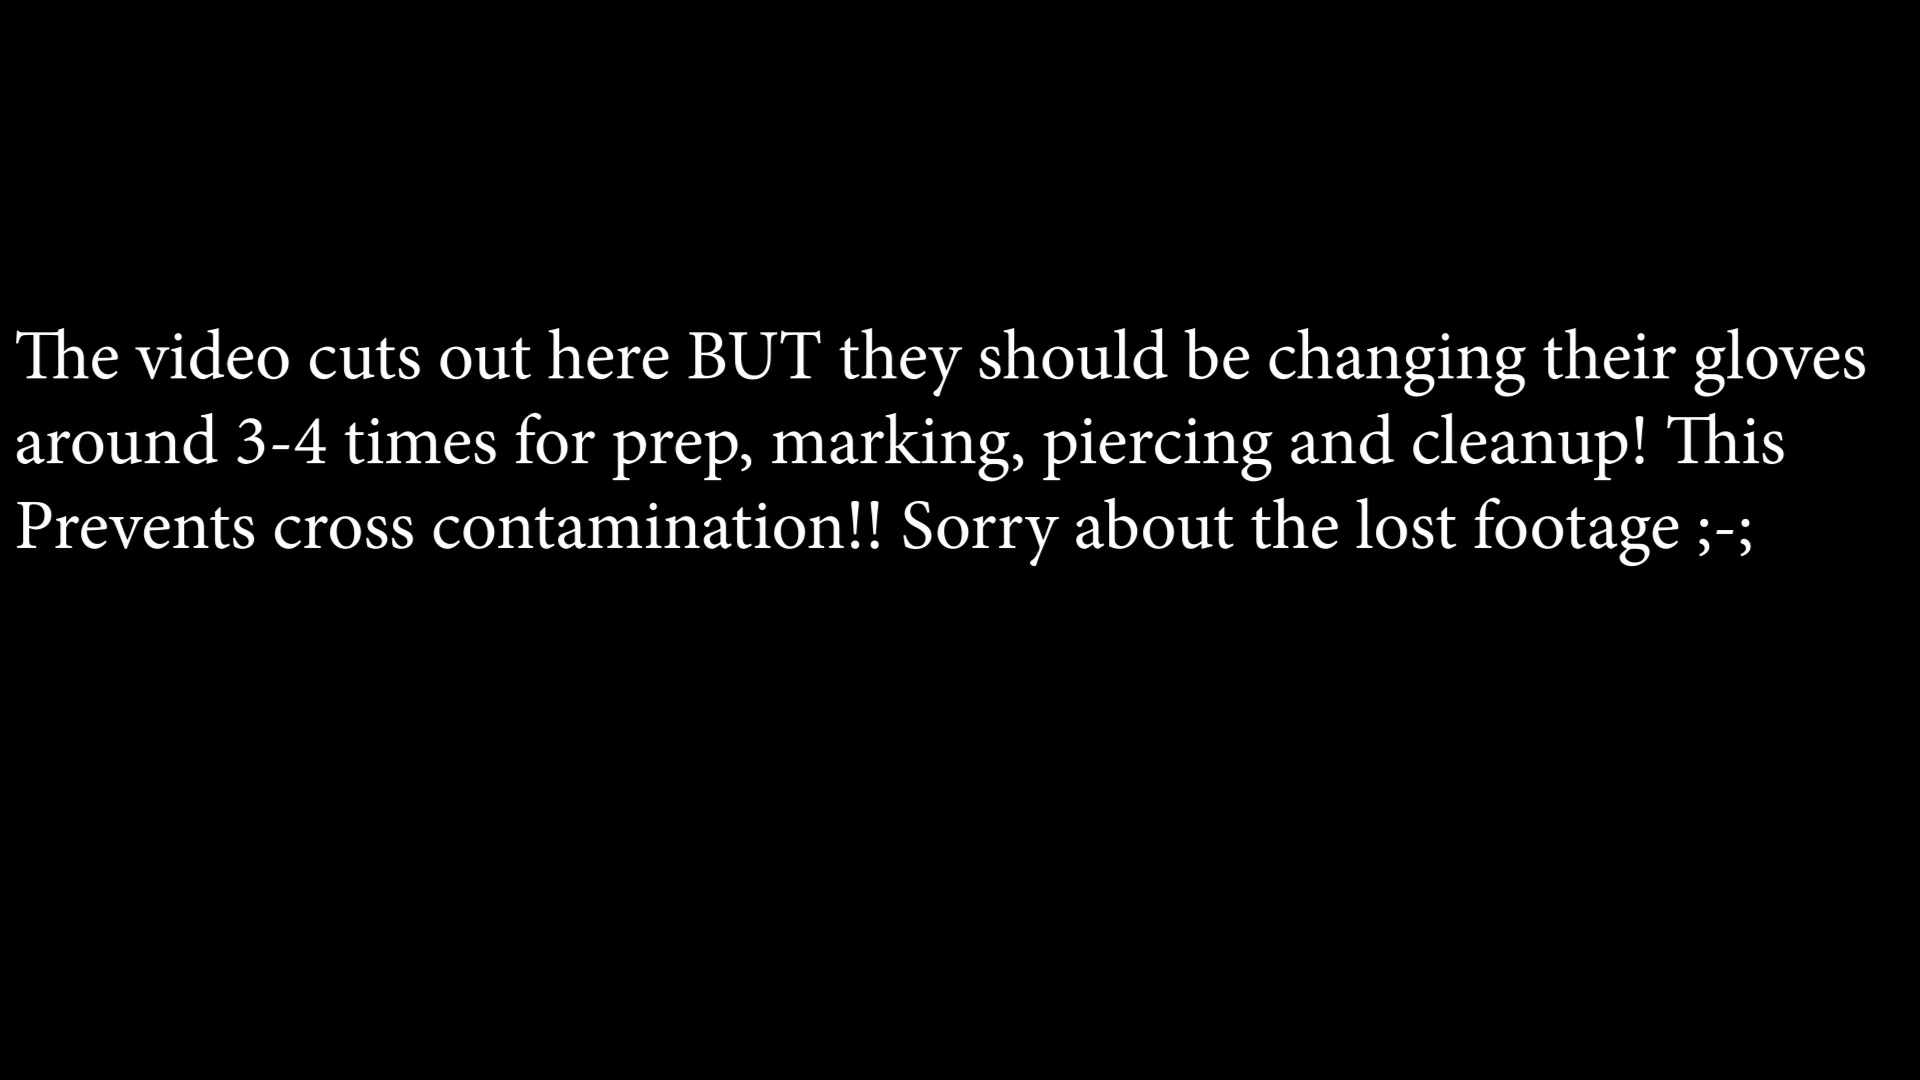 The video cuts out here BUT they should be changing their gloves
around 3-4 times for prep, marking, piercing and cleanup! This
Prevents cross contamination!! Sorry about the lost footage ;-;